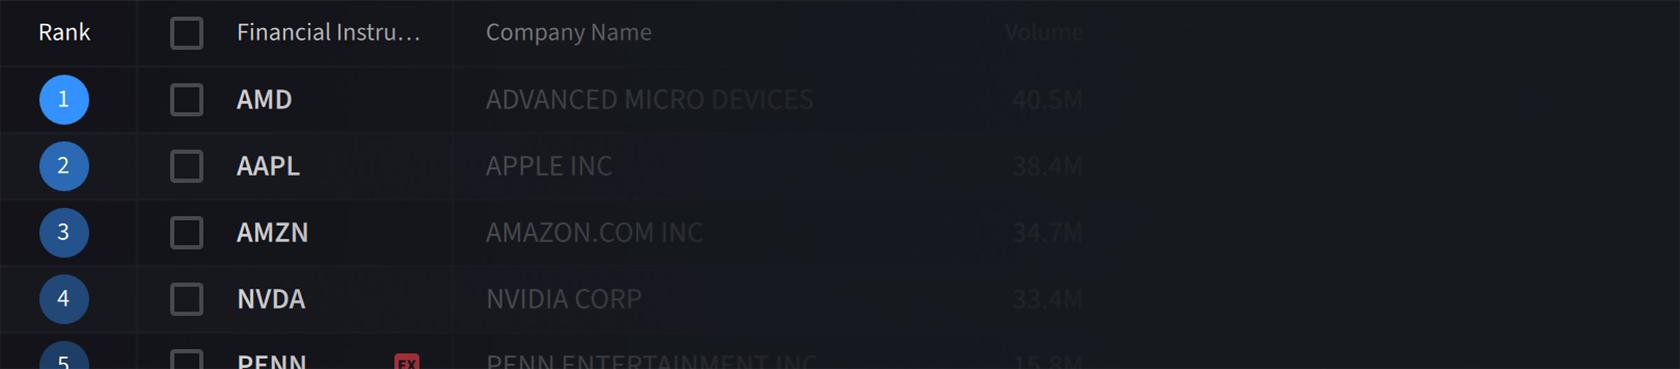 Rank Financial Instru... Company Name Volume
1 AMD ADVANCED MICRO DEVICES 40.5M
2 AAPL APPLE INC 38.4M
3 AMZN AMAZON.COM INC 34.7M
4 NVDA NVIDIA CORP 33.4M
5 PENN EX PENN ENTERTAINMENT INC 15.8M